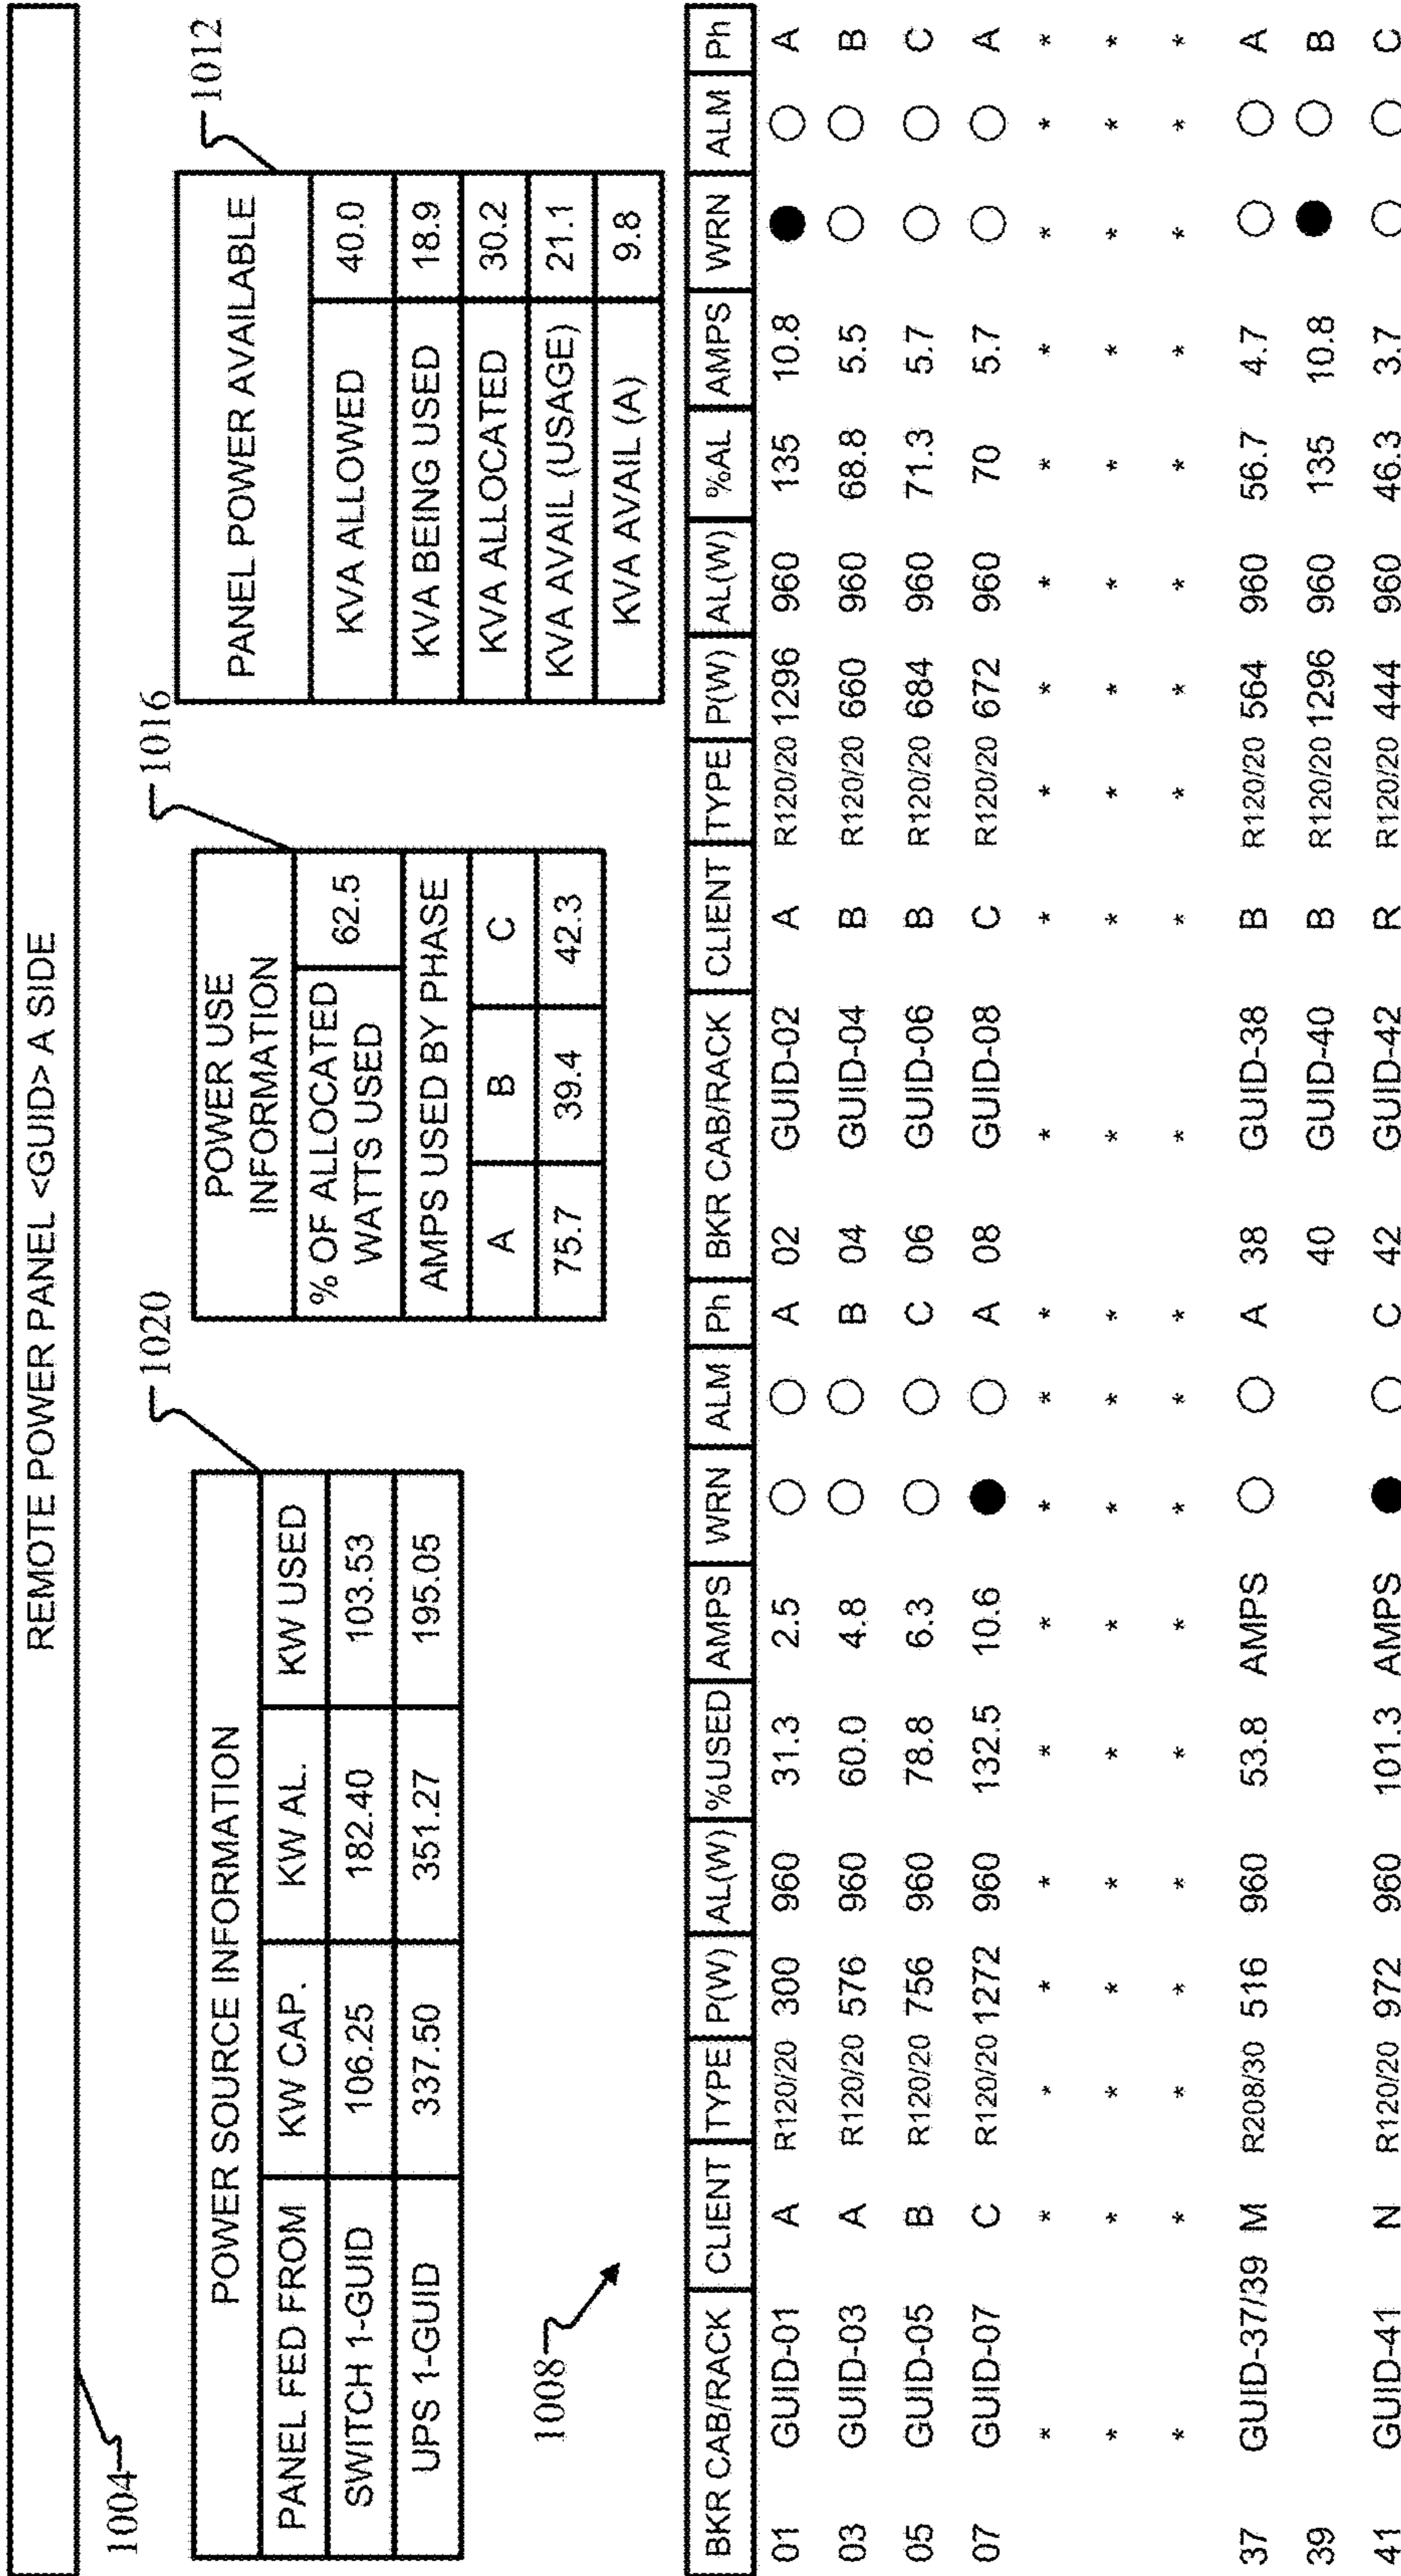 REMOTE POWER PANEL <GUID> A SIDE
1004
1020
1016
1012
POWER SOURCE INFORMATION
PANEL FED FROM KW CAP. KW AL. KW USED
SWITCH 1-GUID 106.25 182.40 103.53
UPS 1-GUID 337.50 351.27 195.05
POWER USE
INFORMATION
% OF ALLOCATED
WATTS USED
62.5
AMPS USED BY PHASE
A B C
75.7 39.4 42.3
PANEL POWER AVAILABLE
KVA ALLOWED 40.0
KVA BEING USED 18.9
KVA ALLOCATED 30.2
KVA AVAIL (USAGE) 21.1
KVA AVAIL (A) 9.8
1008
BKR CAB/RACK CLIENT TYPE P(W) AL(W) %USED AMPS WRN ALM Ph BKR CAB/RACK CLIENT TYPE P(W) AL(W) %AL AMPS WRN ALM Ph
01 GUID-01 A R120/20 300 960 31.3 2.5 A 02 GUID-02 A R120/20 1296 960 135 10.8 A
03 GUID-03 A R120/20 576 960 60.0 4.8 B 04 GUID-04 B R120/20 660 960 68.8 5.5 B
05 GUID-05 B R120/20 756 960 78.8 6.3 C 06 GUID-06 B R120/20 684 960 71.3 5.7 C
07 GUID-07 C R120/20 1272 960 132.5 10.6 A 08 GUID-08 C R120/20 672 960 70 5.7 A
* * * * * * * * * * * * * * * * * *
* * * * * * * * * * * * * * * * * *
* * * * * * * * * * * * * * * * * *
37 GUID-37/39 M R208/30 516 960 53.8 AMPS A 38 GUID-38 B R120/20 564 960 56.7 4.7 A
39 40 GUID-40 B R120/20 1296 960 135 10.8 B
41 GUID-41 N R120/20 972 960 101.3 AMPS C 42 GUID-42 R R120/20 444 960 46.3 3.7 C